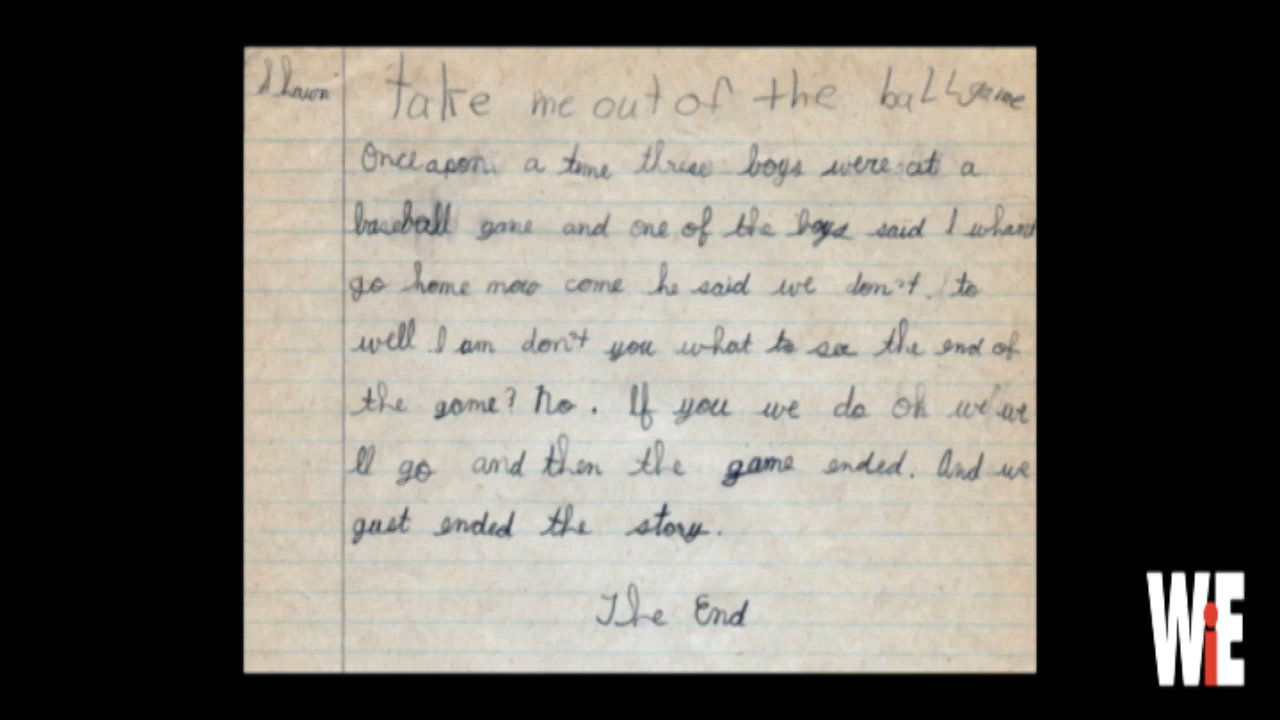 Shawn
take me out of the ball game
Once apon a time three boys were at a
baseball game and one of the boys said I whant
go home now come he said we don't to
well I am don't you what to see the end of
the game? No. If you we do oh we we
ll go and then the game ended. And we
gust ended the story.
The End
WiE